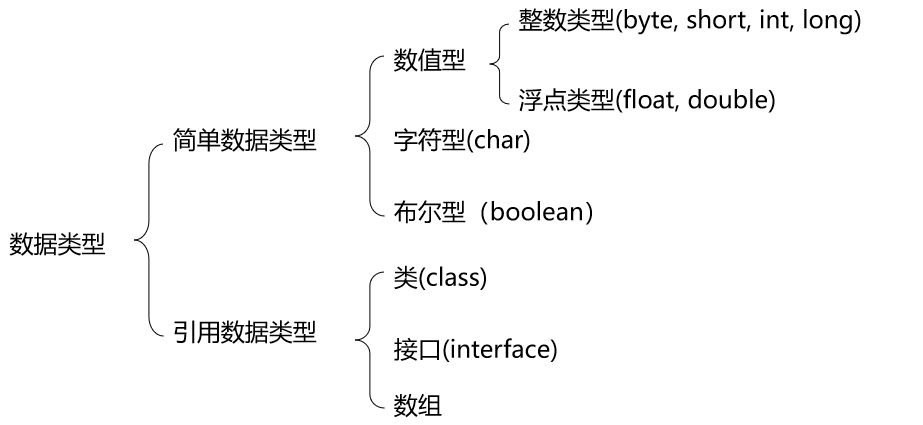 整数类型(byte, short, int, long)
数值型
浮点类型(float, double)
简单数据类型
字符型(char)
布尔型（boolean）
数据类型
类(class)
引用数据类型
接口(interface)
数组